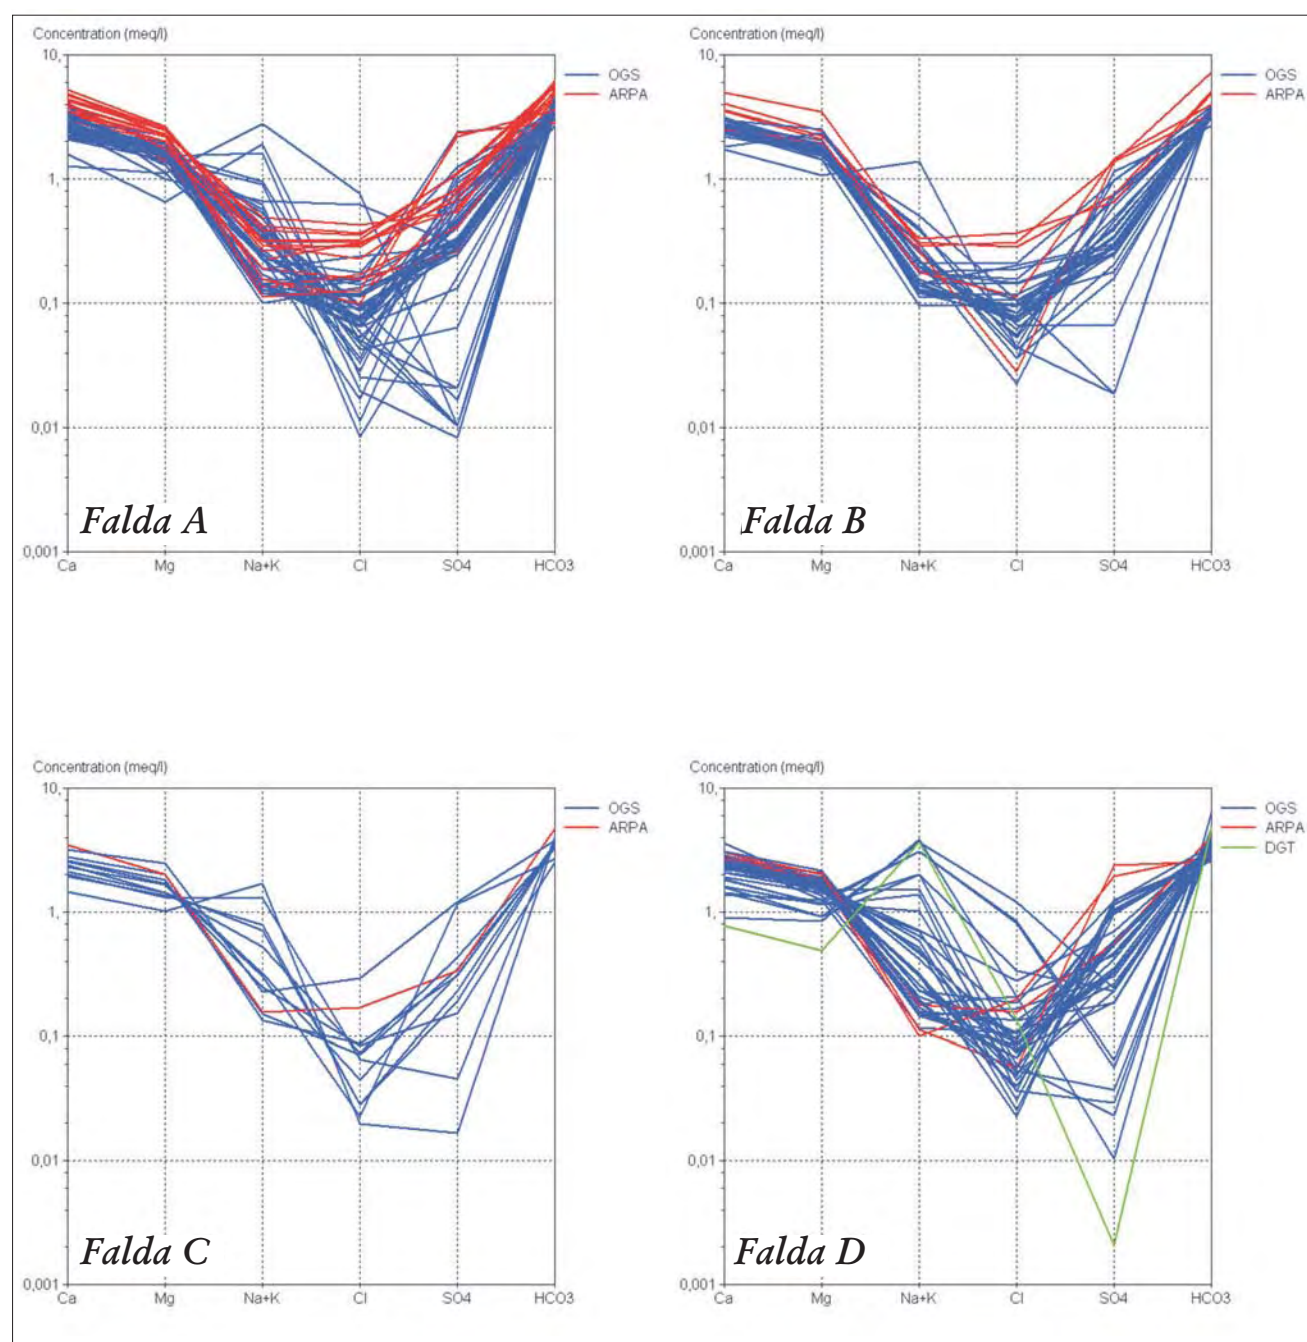 Concentration (meq/l)
10,
1,
0,1
0,01
0,001
Ca Mg Na+K Cl SO4 HCO3
OGS
ARPA
Falda A
Concentration (meq/l)
10,
1,
0,1
0,01
0,001
Ca Mg Na+K Cl SO4 HCO3
OGS
ARPA
Falda B
Concentration (meq/l)
10,
1,
0,1
0,01
0,001
Ca Mg Na+K Cl SO4 HCO3
OGS
ARPA
Falda C
Concentration (meq/l)
10,
1,
0,1
0,01
0,001
Ca Mg Na+K Cl SO4 HCO3
OGS
ARPA
DGT
Falda D